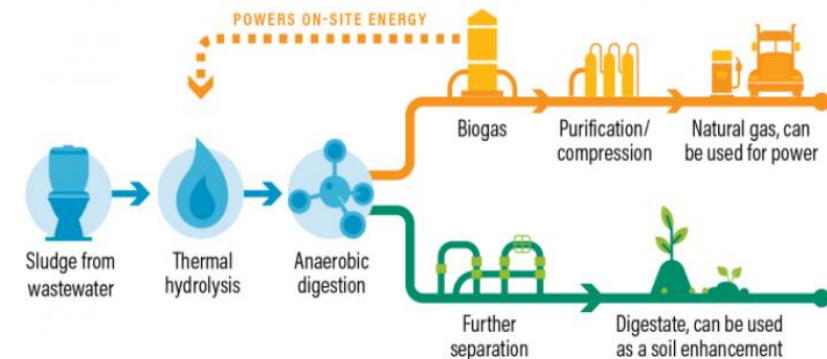 POWERS ON-SITE ENERGY
Biogas
Purification/
compression
Natural gas, can
be used for power
Sludge from
wastewater
Thermal
hydrolysis
Anaerobic
digestion
Further
separation
Digestate, can be used
as a soil enhancement